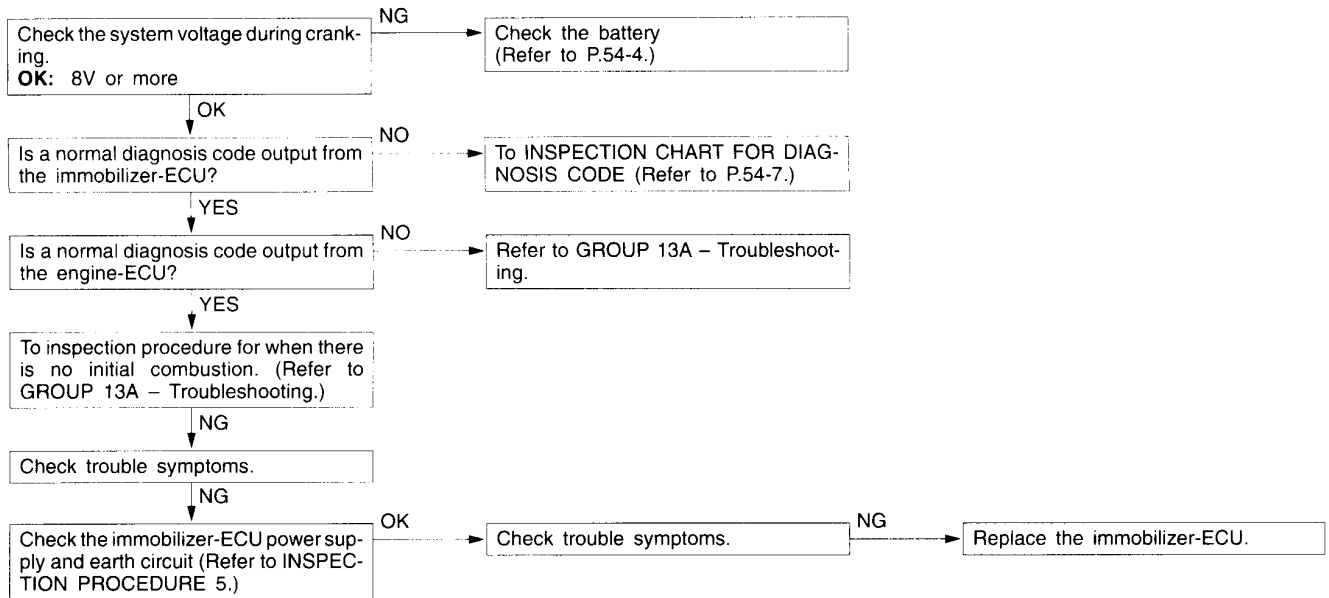 Check the system voltage during crank-
ing.
OK: 8V or more
NG
Check the battery
(Refer to P.54-4.)
OK
Is a normal diagnosis code output from
the immobilizer-ECU?
NO
To INSPECTION CHART FOR DIAG-
NOSIS CODE (Refer to P.54-7.)
YES
Is a normal diagnosis code output from
the engine-ECU?
NO
Refer to GROUP 13A – Troubleshoot-
ing.
YES
To inspection procedure for when there
is no initial combustion. (Refer to
GROUP 13A – Troubleshooting.)
NG
Check trouble symptoms.
NG
Check the immobilizer-ECU power sup-
ply and earth circuit (Refer to INSPEC-
TION PROCEDURE 5.)
OK
Check trouble symptoms.
NG
Replace the immobilizer-ECU.